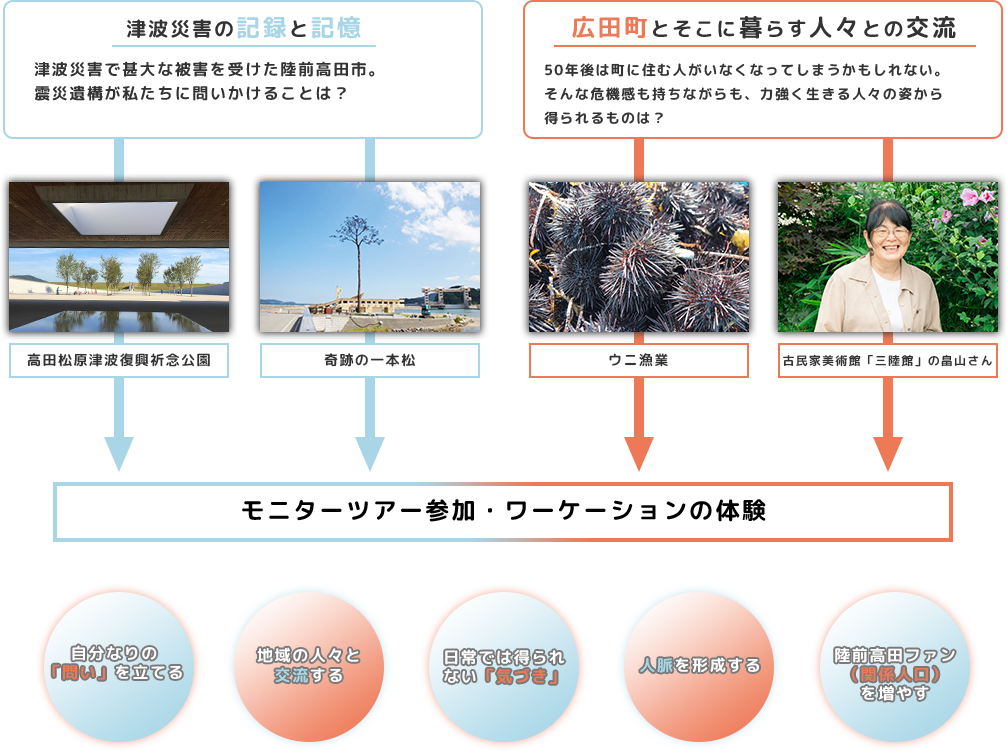 津波災害の記録と記憶
津波災害で甚大な被害を受けた陸前高田市。
震災遺構が私たちに問いかけることは？
広田町とそこに暮らす人々との交流
50年後は町に住む人がいなくなってしまうかもしれない。
そんな危機感も持ちながらも、力強く生きる人々の姿から
得られるものは？
高田松原津波復興祈念公園
奇跡の一本松
ウニ漁業
古民家美術館「三陸館」の畠山さん
モニターツアー参加・ワーケーションの体験
自分なりの
「問い」を立てる
地域の人々と
交流する
日常では得られ
ない「気づき」
人脈を形成する
陸前高田ファン
（関係人口）
を増やす